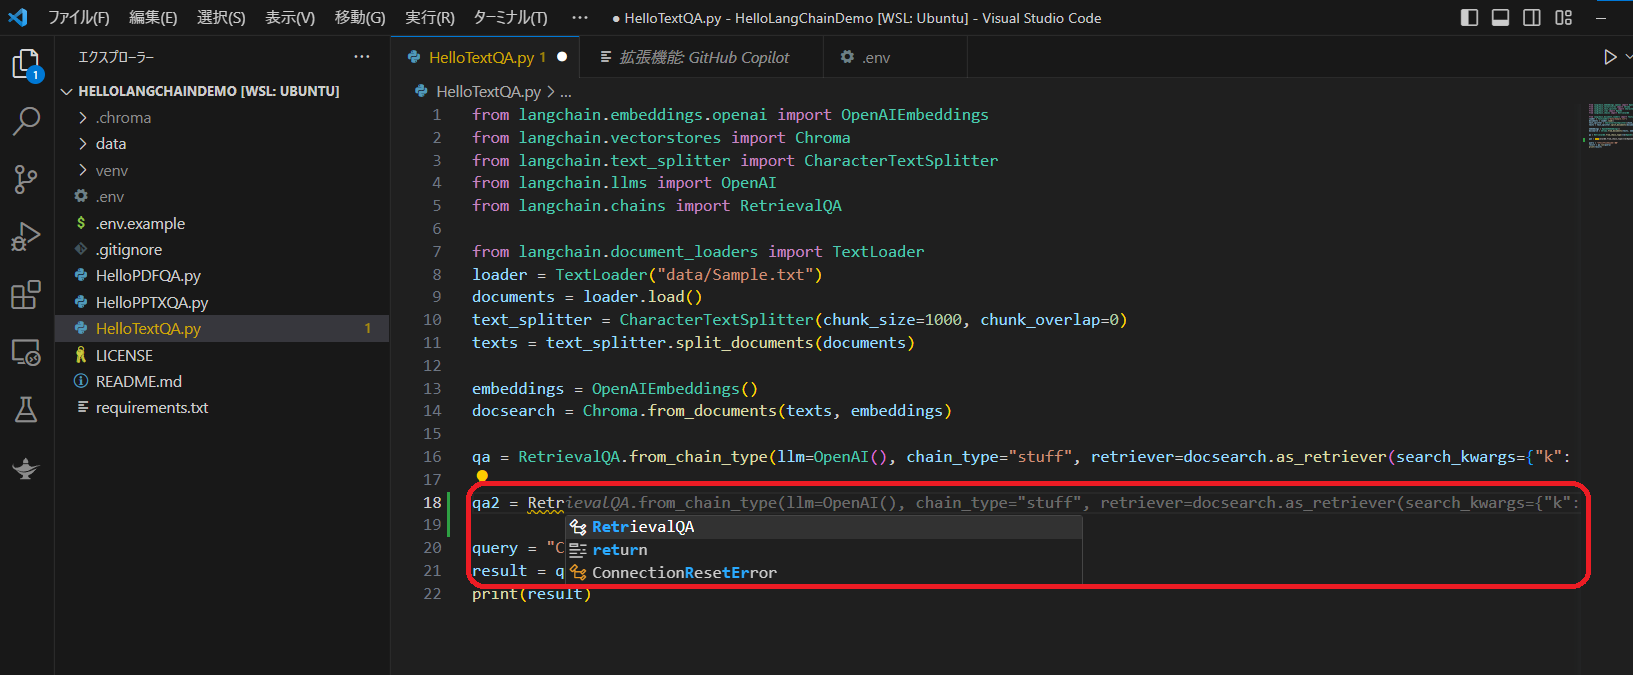 ファイル(F) 編集(E) 選択(S) 表示(V) 移動(G) 実行(R) ターミナル(T) ··· ● HelloTextQA.py - HelloLangChainDemo [WSL: Ubuntu] - Visual Studio Code
エクスプローラー ···
HelloTextQA.py 1 ●
拡張機能: GitHub Copilot
.env
1
HELLOLANGCHAINDEMO [WSL: UBUNTU]
.chroma
data
venv
.env
.env.example
.gitignore
HelloPDFQA.py
HelloPPTXQA.py
HelloTextQA.py 1
LICENSE
README.md
requirements.txt
HelloTextQA.py > ...
1 from langchain.embeddings.openai import OpenAIEmbeddings
2 from langchain.vectorstores import Chroma
3 from langchain.text_splitter import CharacterTextSplitter
4 from langchain.llms import OpenAI
5 from langchain.chains import RetrievalQA
6
7 from langchain.document_loaders import TextLoader
8 loader = TextLoader("data/Sample.txt")
9 documents = loader.load()
10 text_splitter = CharacterTextSplitter(chunk_size=1000, chunk_overlap=0)
11 texts = text_splitter.split_documents(documents)
12
13 embeddings = OpenAIEmbeddings()
14 docsearch = Chroma.from_documents(texts, embeddings)
15
16 qa = RetrievalQA.from_chain_type(llm=OpenAI(), chain_type="stuff", retriever=docsearch.as_retriever(search_kwargs={"k":
17
18 qa2 = RetrievalQA.from_chain_type(llm=OpenAI(), chain_type="stuff", retriever=docsearch.as_retriever(search_kwargs={"k":
19
RetrievalQA
20 query = "C
return
21 result = q
ConnectionResetError
22 print(result)